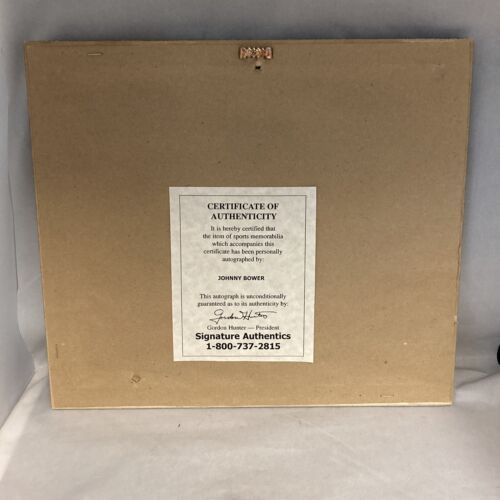 CERTIFICATE OF
AUTHENTICITY
It is hereby certified that
the item of sports memorabilia
which accompanies this
certificate has been personally
autographed by:
JOHNNY BOWER
This autograph is unconditionally
guaranteed as to its authenticity by:
Gordon Hunter
Gordon Hunter — President
Signature Authentics
1-800-737-2815